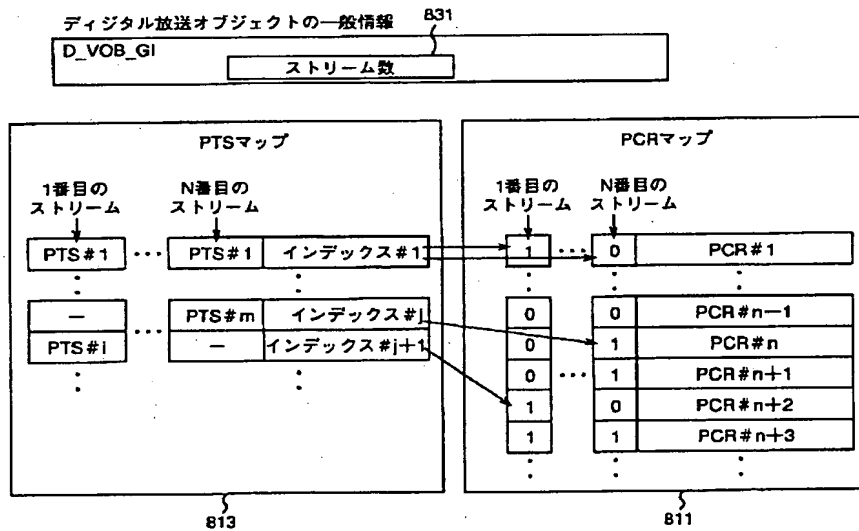 ディジタル放送オブジェクトの一般情報
831
D_VOB_GI
ストリーム数
PTSマップ
1番目の
ストリーム
N番目の
ストリーム
PTS#1 ・・・ PTS#1 インデックス#1
－ ・・・ PTS#m インデックス#j
PTS#i － インデックス#j+1
813
PCRマップ
1番目の
ストリーム
N番目の
ストリーム
1 ・・・ 0 PCR#1
0 0 PCR#n－1
0 1 PCR#n
0 ・・・ 1 PCR#n+1
1 0 PCR#n+2
1 1 PCR#n+3
811